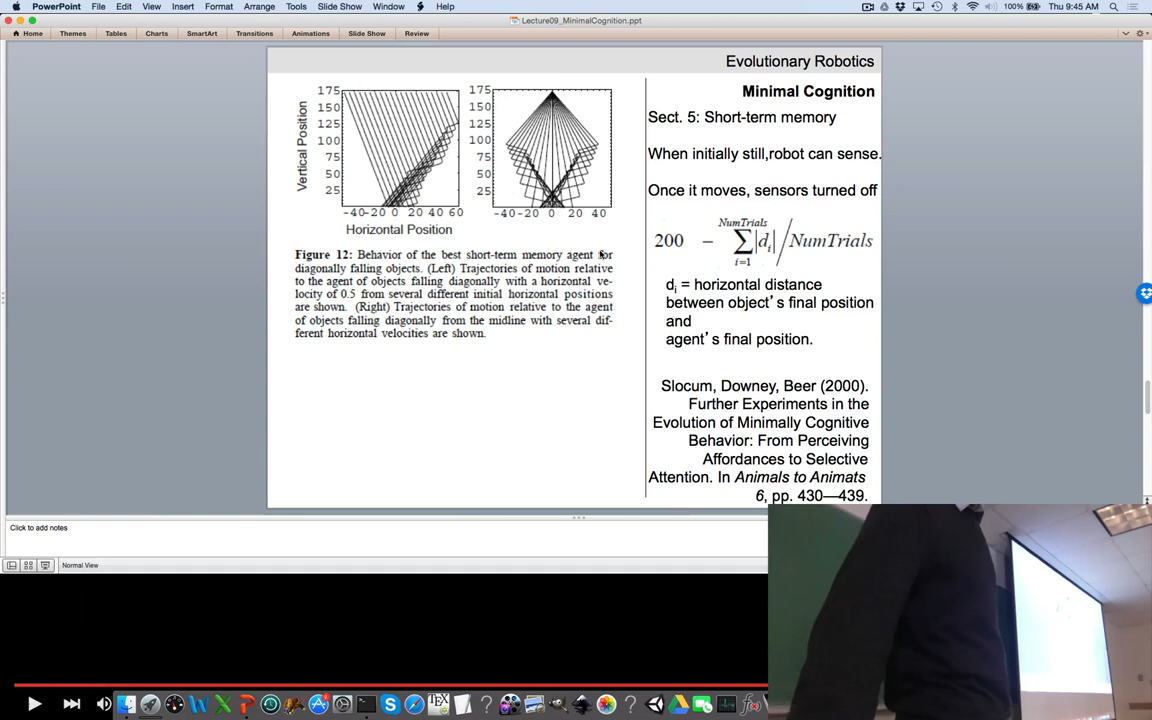 PowerPoint File Edit View Insert Format Arrange Tools Slide Show Window Help 100% Thu 9:45 AM
Lecture09_MinimalCognition.ppt
Home Themes Tables Charts SmartArt Transitions Animations Slide Show Review
Evolutionary Robotics
Minimal Cognition
Sect. 5: Short-term memory
When initially still,robot can sense.
Once it moves, sensors turned off
200 − NumTrials ∑ i=1 |di| / NumTrials
di = horizontal distance
between object's final position
and
agent's final position.
Slocum, Downey, Beer (2000).
Further Experiments in the
Evolution of Minimally Cognitive
Behavior: From Perceiving
Affordances to Selective
Attention. In Animals to Animats
6, pp. 430—439.
Vertical Position
175
150
125
100
75
50
25
-40 -20 0 20 40 60
Horizontal Position
175
150
125
100
75
50
25
-40 -20 0 20 40
Figure 12: Behavior of the best short-term memory agent for
diagonally falling objects. (Left) Trajectories of motion relative
to the agent of objects falling diagonally with a horizontal ve-
locity of 0.5 from several different initial horizontal positions
are shown. (Right) Trajectories of motion relative to the agent
of objects falling diagonally from the midline with several dif-
ferent horizontal velocities are shown.
Click to add notes
Normal View